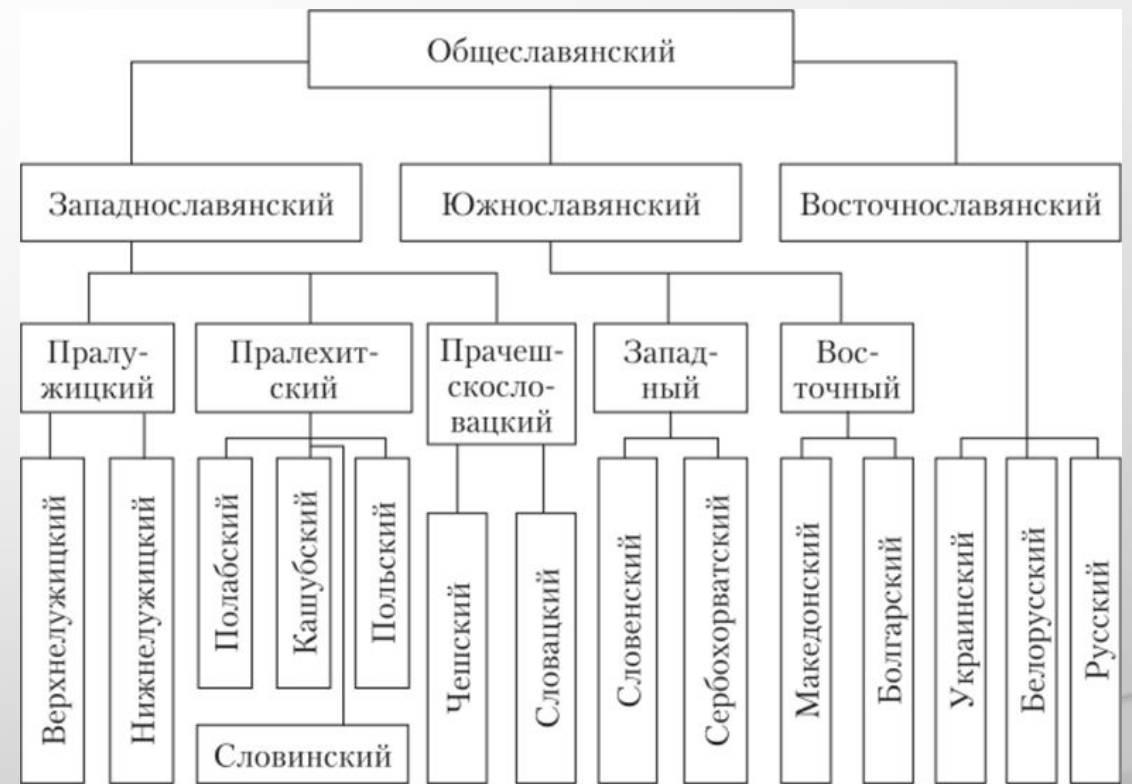 Общеславянский
Западнославянский
Южнославянский
Восточнославянский
Пралу-
жицкий
Пралехит-
ский
Прачеш-
скосло-
вацкий
Запад-
ный
Вос-
точный
Верхнелужицкий
Нижнелужицкий
Полабский
Кашубский
Польский
Словинский
Чешский
Словацкий
Словенский
Сербохорватский
Македонский
Болгарский
Украинский
Белорусский
Русский